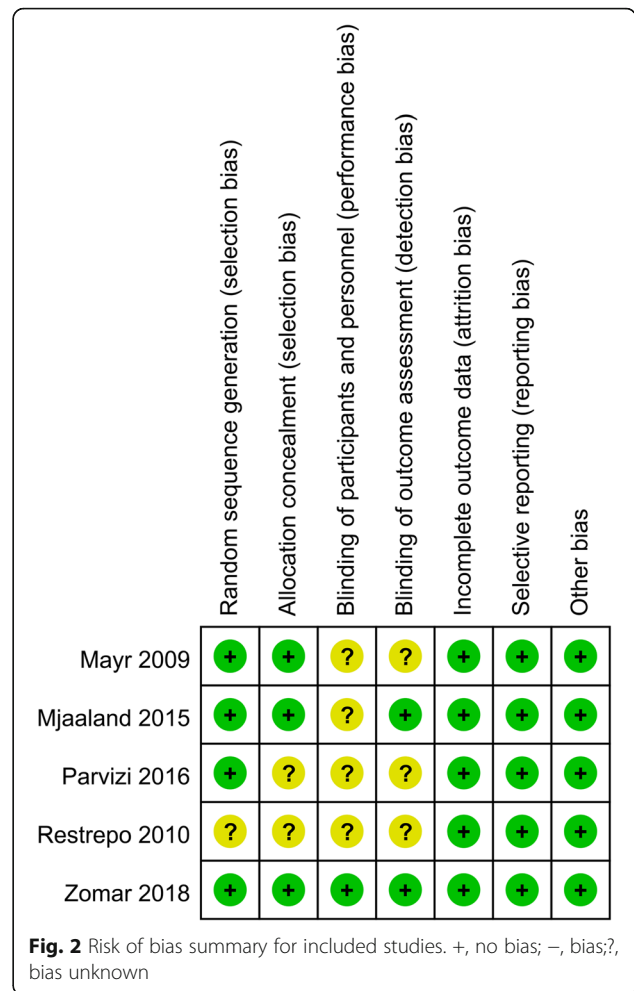 Random sequence generation (selection bias)
Allocation concealment (selection bias)
Blinding of participants and personnel (performance bias)
Blinding of outcome assessment (detection bias)
Incomplete outcome data (attrition bias)
Selective reporting (reporting bias)
Other bias
Mayr 2009 + + ? ? + + +
Mjaaland 2015 + + ? + + + +
Parvizi 2016 + ? ? ? + + +
Restrepo 2010 ? ? ? ? + + +
Zomar 2018 + + + + + + +
Fig. 2 Risk of bias summary for included studies. +, no bias; −, bias;?,
bias unknown